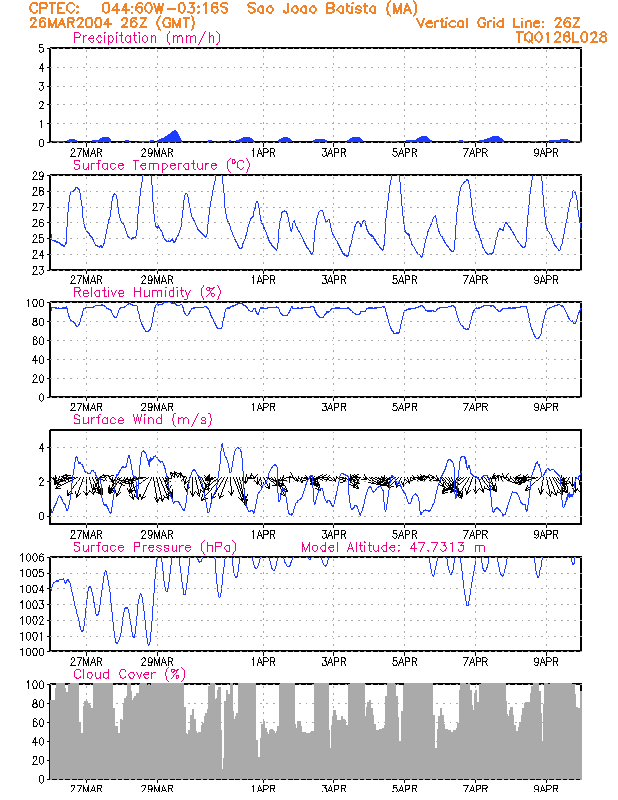 CPTEC: 044:60W-03:16S Sao Joao Batista (MA)
26MAR2004 26Z (GMT) Vertical Grid Line: 26Z
Precipitation (mm/h) TQ0126L028
5
4
3
2
1
0
27MAR 29MAR 1APR 3APR 5APR 7APR 9APR
Surface Temperature (°C)
29
28
27
26
25
24
23
27MAR 29MAR 1APR 3APR 5APR 7APR 9APR
Relative Humidity (%)
100
80
60
40
20
0
27MAR 29MAR 1APR 3APR 5APR 7APR 9APR
Surface Wind (m/s)
4
2
0
27MAR 29MAR 1APR 3APR 5APR 7APR 9APR
Surface Pressure (hPa) Model Altitude: 47.7313 m
1006
1005
1004
1003
1002
1001
1000
27MAR 29MAR 1APR 3APR 5APR 7APR 9APR
Cloud Cover (%)
100
80
60
40
20
0
27MAR 29MAR 1APR 3APR 5APR 7APR 9APR